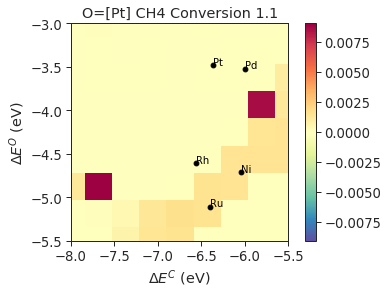 O=[Pt] CH4 Conversion 1.1
−3.0
−3.5
−4.0
−4.5
−5.0
−5.5
ΔE^O (eV)
Pt
Pd
Rh
Ni
Ru
−8.0 −7.5 −7.0 −6.5 −6.0 −5.5
ΔE^C (eV)
0.0075
0.0050
0.0025
0.0000
−0.0025
−0.0050
−0.0075